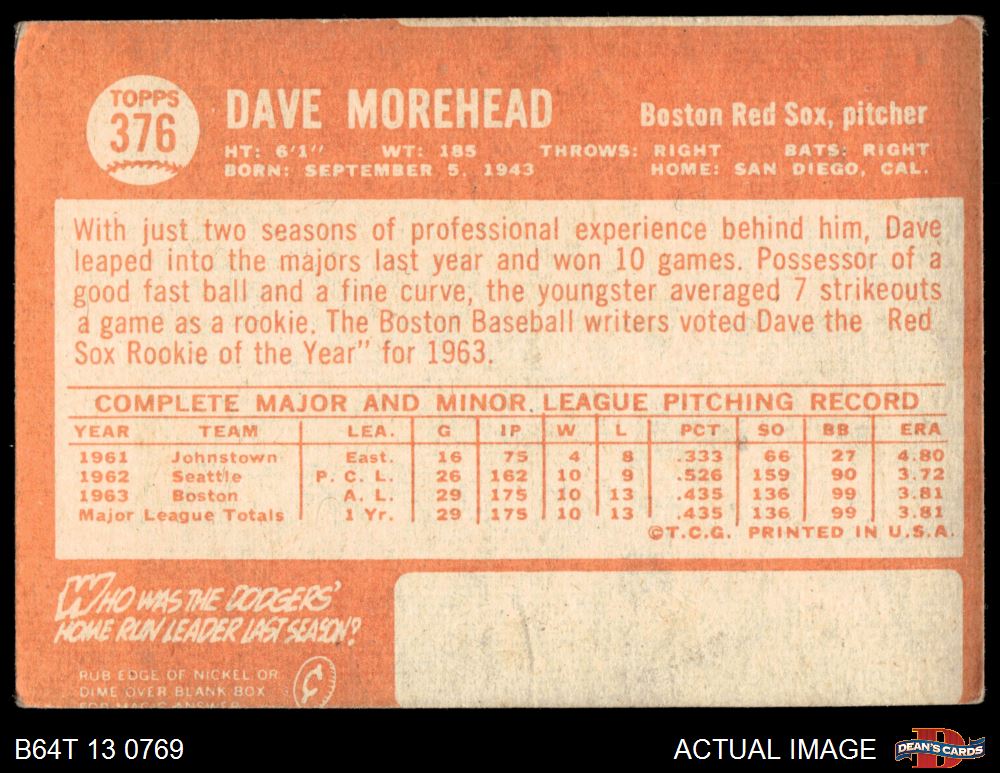 TOPPS
376
DAVE MOREHEAD
Boston Red Sox, pitcher
HT: 6'1" WT: 185 THROWS: RIGHT BATS: RIGHT
BORN: SEPTEMBER 5, 1943 HOME: SAN DIEGO, CAL.
With just two seasons of professional experience behind him, Dave
leaped into the majors last year and won 10 games. Possessor of a
good fast ball and a fine curve, the youngster averaged 7 strikeouts
a game as a rookie. The Boston Baseball writers voted Dave the Red
Sox Rookie of the Year" for 1963.
COMPLETE MAJOR AND MINOR LEAGUE PITCHING RECORD
YEAR TEAM LEA. G IP W L PCT SO BB ERA
1961 Johnstown East. 16 75 4 8 .333 66 27 4.80
1962 Seattle P. C. L. 26 162 10 9 .526 159 90 3.72
1963 Boston A. L. 29 175 10 13 .435 136 99 3.81
Major League Totals 1 Yr. 29 175 10 13 .435 136 99 3.81
©T.C.G. PRINTED IN U.S.A.
WHO WAS THE DODGERS'
HOME RUN LEADER LAST SEASON?
RUB EDGE OF NICKEL OR
DIME OVER BLANK BOX
FOR MAGIC ANSWER
B64T 13 0769
ACTUAL IMAGE
D
DEAN'S CARDS